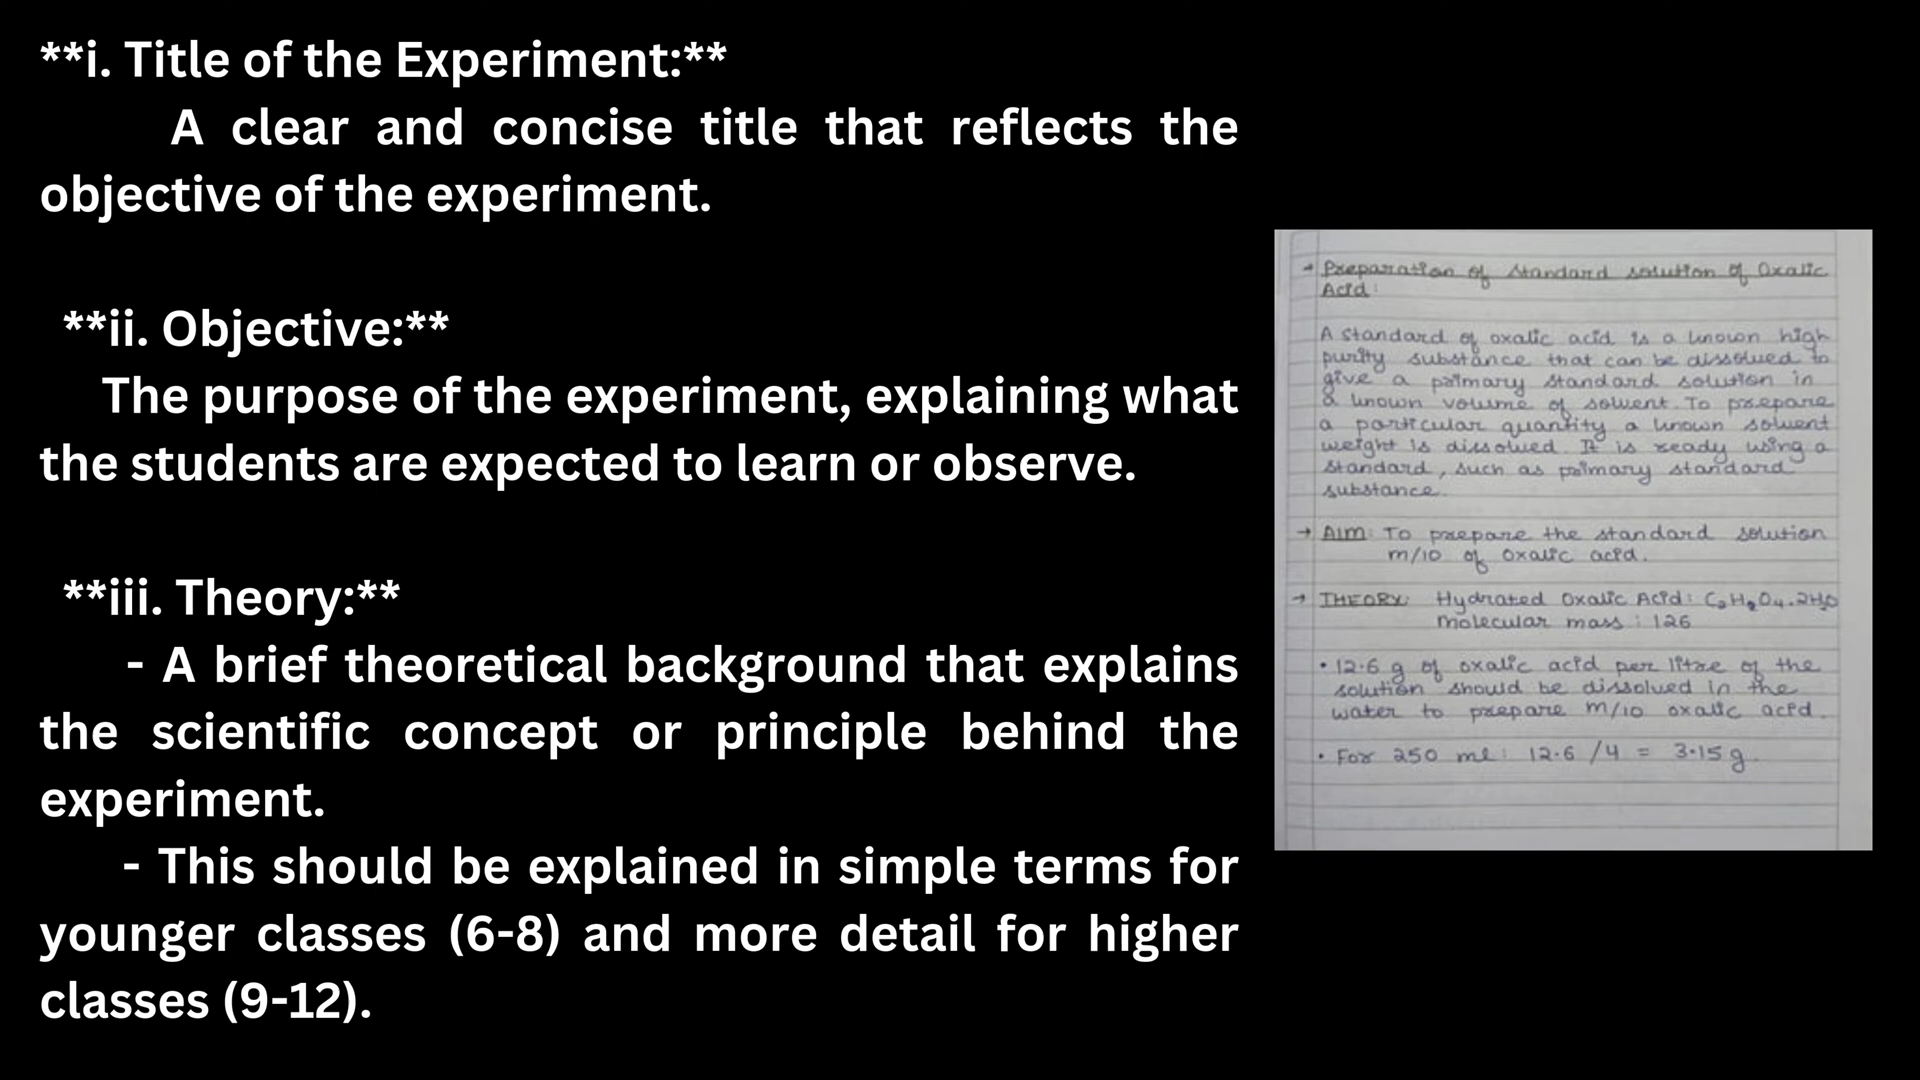 **i. Title of the Experiment:**
A clear and concise title that reflects the
objective of the experiment.
**ii. Objective:**
The purpose of the experiment, explaining what
the students are expected to learn or observe.
**iii. Theory:**
- A brief theoretical background that explains
the scientific concept or principle behind the
experiment.
- This should be explained in simple terms for
younger classes (6-8) and more detail for higher
classes (9-12).
→ Preparation of standard solution of Oxalic
Acid:
A standard of oxalic acid is a known high
purity substance that can be dissolved to
give a primary standard solution in
a known volume of solvent. To prepare
a particular quantity a known solvent
weight is dissolved. It is ready using a
standard, such as primary standard
substance.
→ AIM: To prepare the standard solution
m/10 of oxalic acid.
→ THEORY: Hydrated Oxalic Acid: C₂H₂O₄.2H₂O
molecular mass: 126
• 12.6 g of oxalic acid per litre of the
solution should be dissolved in the
water to prepare m/10 oxalic acid.
• For 250 ml: 12.6 /4 = 3.15 g.